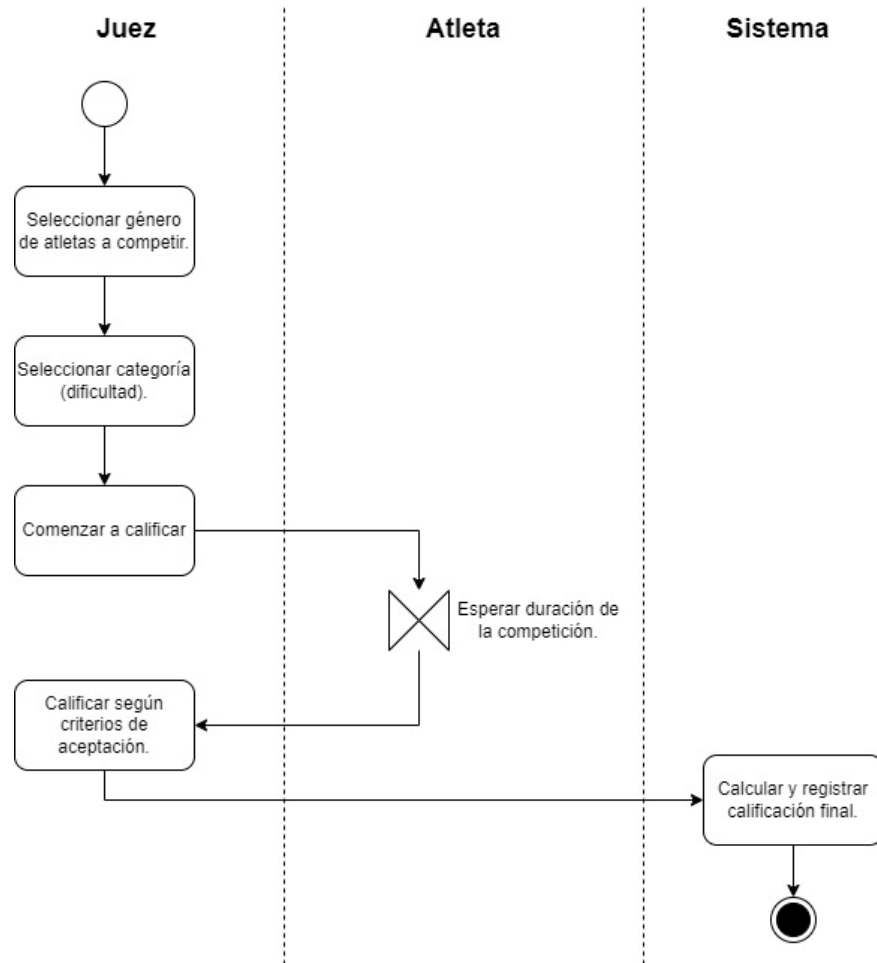 Juez
Atleta
Sistema
Seleccionar género
de atletas a competir.
Seleccionar categoría
(dificultad).
Comenzar a calificar
Esperar duración de
la competición.
Calificar según
criterios de
aceptación.
Calcular y registrar
calificación final.